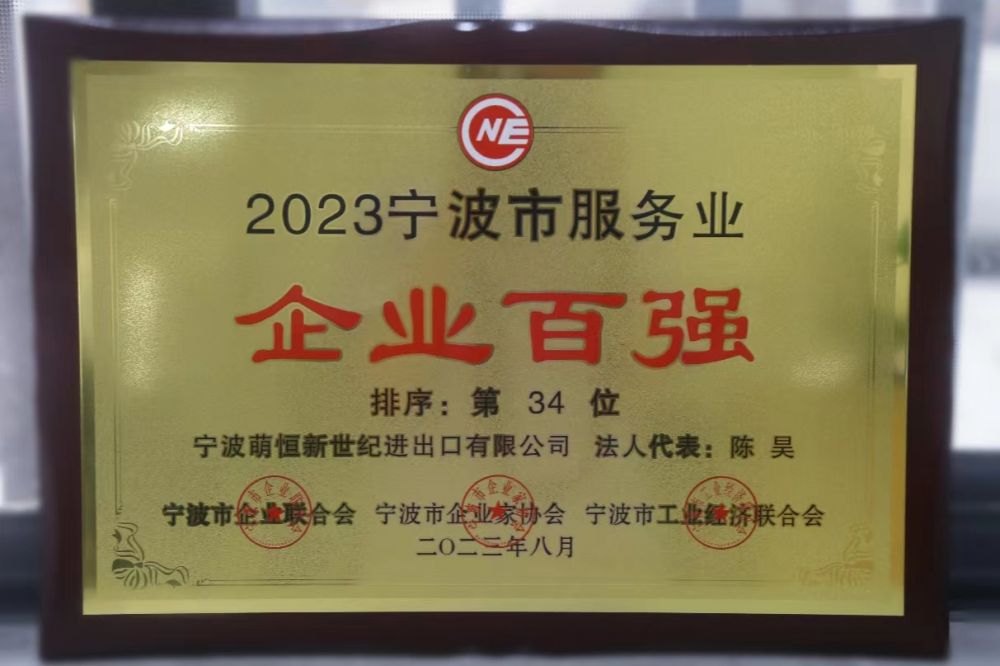 NE
2023宁波市服务业
企业百强
排序：第 34 位
宁波萌恒新世纪进出口有限公司 法人代表：陈 昊
宁波市企业联合会 宁波市企业家协会 宁波市工业经济联合会
二〇二三年八月